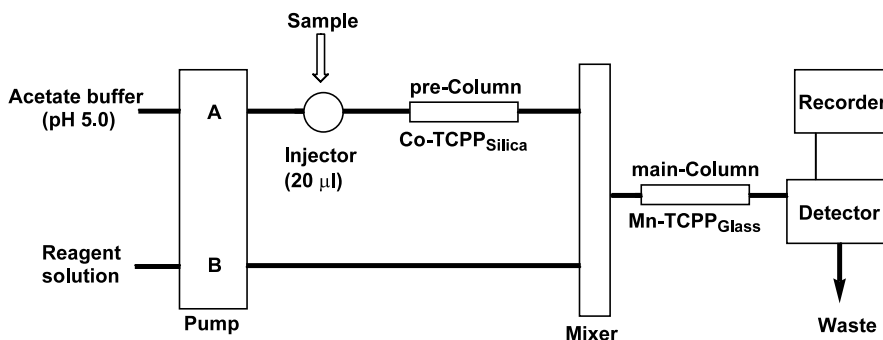 Sample
Acetate buffer
(pH 5.0)
A
Injector
(20 µl)
pre-Column
Co-TCPPSilica
Recorder
main-Column
Mn-TCPPGlass
Detector
Reagent
solution
B
Pump
Mixer
Waste